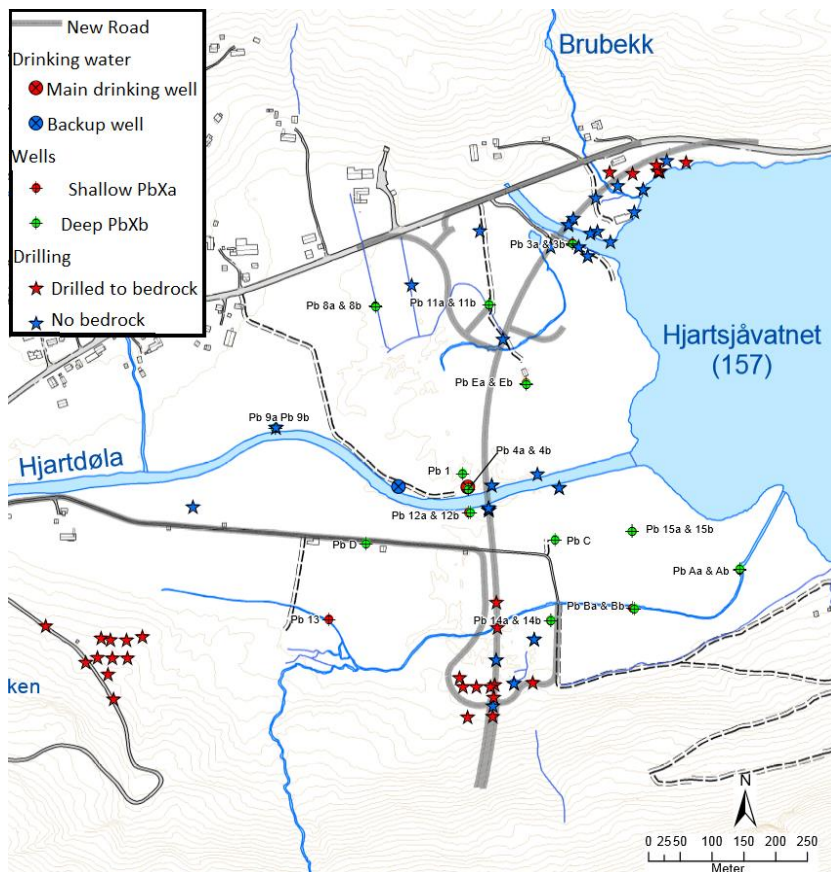 New Road
Drinking water
Main drinking well
Backup well
Wells
Shallow PbXa
Deep PbXb
Drilling
Drilled to bedrock
No bedrock
Brubekk
Pb 3a & 3b
Pb 8a & 8b
Pb 11a & 11b
Hjartsjåvatnet
(157)
Pb Ea & Eb
Pb 9a Pb 9b
Hjartdøla
Pb 1
Pb 4a & 4b
Pb 12a & 12b
Pb 15a & 15b
Pb D
Pb C
Pb Aa & Ab
Pb Ba & Bb
Pb 13
Pb 14a & 14b
ken
N
0 25 50 100 150 200 250
Meter